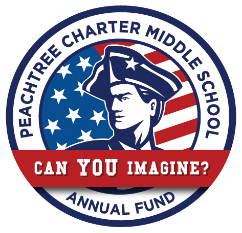 PEACHTREE CHARTER MIDDLE SCHOOL
CAN YOU IMAGINE?
ANNUAL FUND